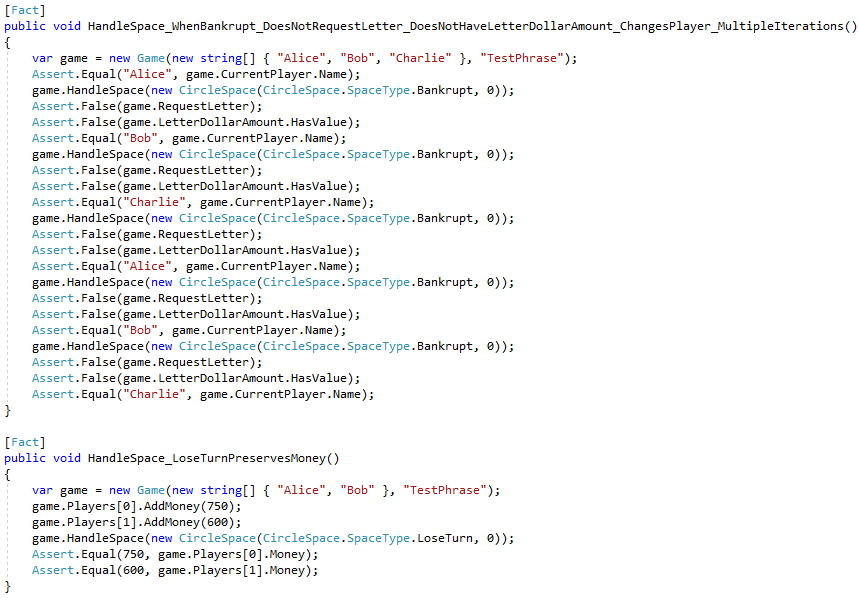 [Fact]
public void HandleSpace_WhenBankrupt_DoesNotRequestLetter_DoesNotHaveLetterDollarAmount_ChangesPlayer_MultipleIterations()
{
    var game = new Game(new string[] { "Alice", "Bob", "Charlie" }, "TestPhrase");
    Assert.Equal("Alice", game.CurrentPlayer.Name);
    game.HandleSpace(new CircleSpace(CircleSpace.SpaceType.Bankrupt, 0));
    Assert.False(game.RequestLetter);
    Assert.False(game.LetterDollarAmount.HasValue);
    Assert.Equal("Bob", game.CurrentPlayer.Name);
    game.HandleSpace(new CircleSpace(CircleSpace.SpaceType.Bankrupt, 0));
    Assert.False(game.RequestLetter);
    Assert.False(game.LetterDollarAmount.HasValue);
    Assert.Equal("Charlie", game.CurrentPlayer.Name);
    game.HandleSpace(new CircleSpace(CircleSpace.SpaceType.Bankrupt, 0));
    Assert.False(game.RequestLetter);
    Assert.False(game.LetterDollarAmount.HasValue);
    Assert.Equal("Alice", game.CurrentPlayer.Name);
    game.HandleSpace(new CircleSpace(CircleSpace.SpaceType.Bankrupt, 0));
    Assert.False(game.RequestLetter);
    Assert.False(game.LetterDollarAmount.HasValue);
    Assert.Equal("Bob", game.CurrentPlayer.Name);
    game.HandleSpace(new CircleSpace(CircleSpace.SpaceType.Bankrupt, 0));
    Assert.False(game.RequestLetter);
    Assert.False(game.LetterDollarAmount.HasValue);
    Assert.Equal("Charlie", game.CurrentPlayer.Name);
}

[Fact]
public void HandleSpace_LoseTurnPreservesMoney()
{
    var game = new Game(new string[] { "Alice", "Bob" }, "TestPhrase");
    game.Players[0].AddMoney(750);
    game.Players[1].AddMoney(600);
    game.HandleSpace(new CircleSpace(CircleSpace.SpaceType.LoseTurn, 0));
    Assert.Equal(750, game.Players[0].Money);
    Assert.Equal(600, game.Players[1].Money);
}